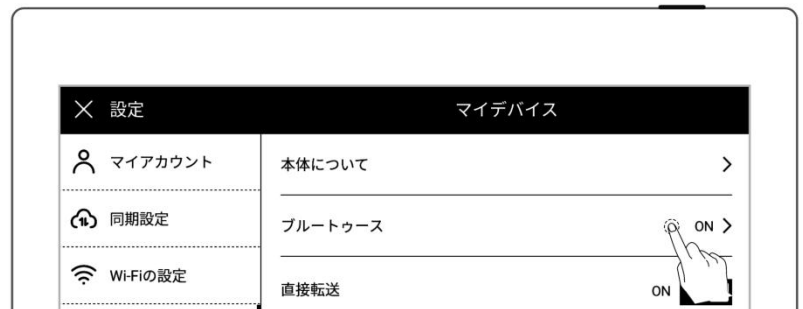 設定
マイデバイス
マイアカウント
本体について
同期設定
ブルートゥース ON
Wi-Fiの設定
直接転送 ON